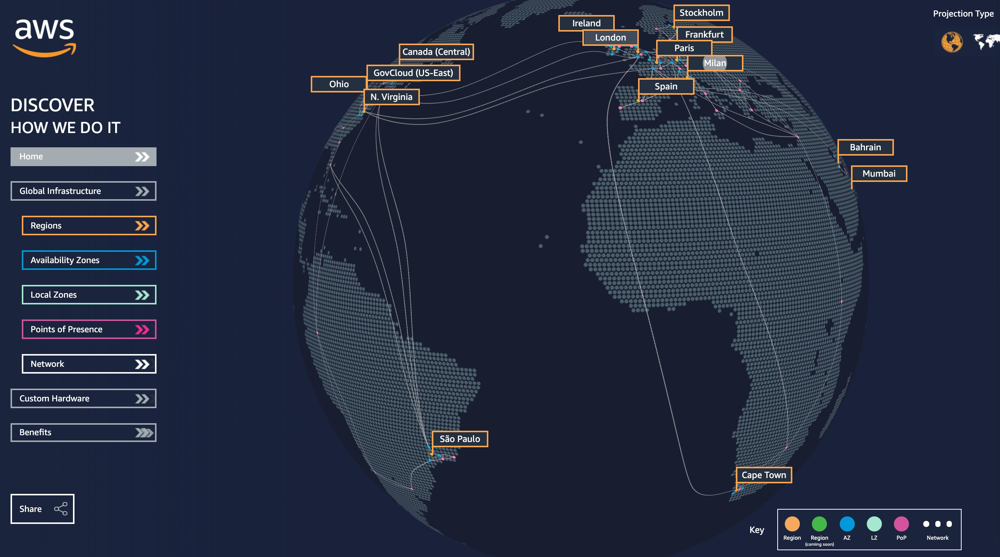 aws
Projection Type
DISCOVER
HOW WE DO IT
Home
Global Infrastructure
Regions
Availability Zones
Local Zones
Points of Presence
Network
Custom Hardware
Benefits
Share
Stockholm
Ireland
Frankfurt
London
Paris
Canada (Central)
Milan
GovCloud (US-East)
Ohio
Spain
N. Virginia
Bahrain
Mumbai
São Paulo
Cape Town
Key
Region
Region
(coming soon)
AZ
LZ
PoP
Network